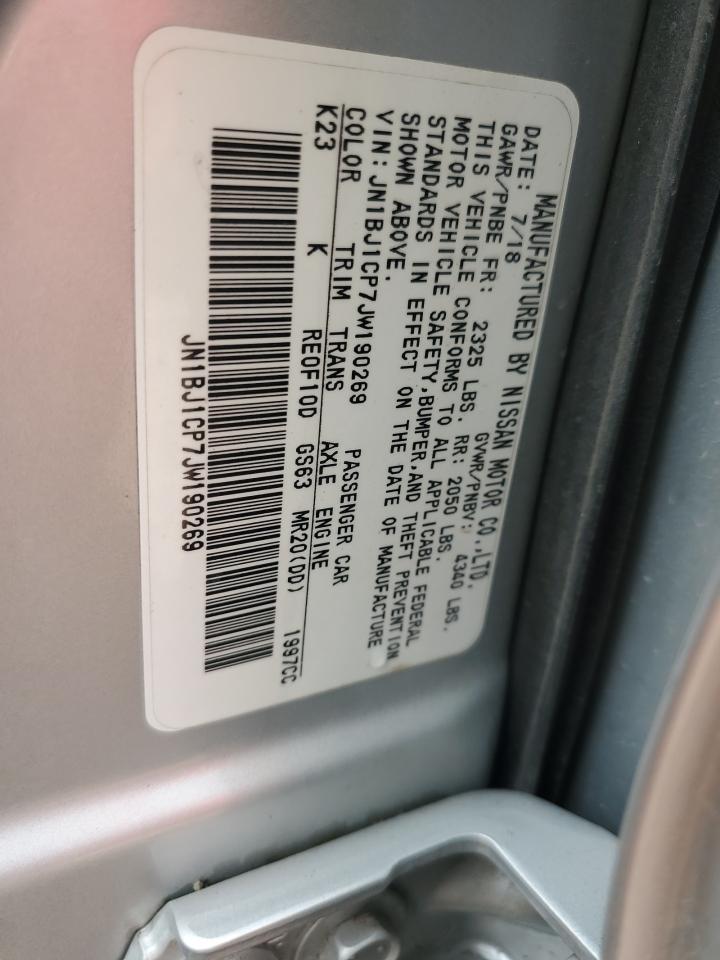 MANUFACTURED BY NISSAN MOTOR CO.,LTD.
DATE: 7/18 GVWR/PNBV: 4340 LBS.
GAWR/PNBE FR: 2325 LBS. RR: 2050 LBS.
THIS VEHICLE CONFORMS TO ALL APPLICABLE FEDERAL
MOTOR VEHICLE SAFETY,BUMPER,AND THEFT PREVENTION
STANDARDS IN EFFECT ON THE DATE OF MANUFACTURE
SHOWN ABOVE.
VIN:JN1BJ1CP7JW190269 PASSENGER CAR
COLOR TRIM TRANS AXLE ENGINE
K23 K RE0F10D GS63 MR20(DD) 1997CC
JN1BJ1CP7JW190269